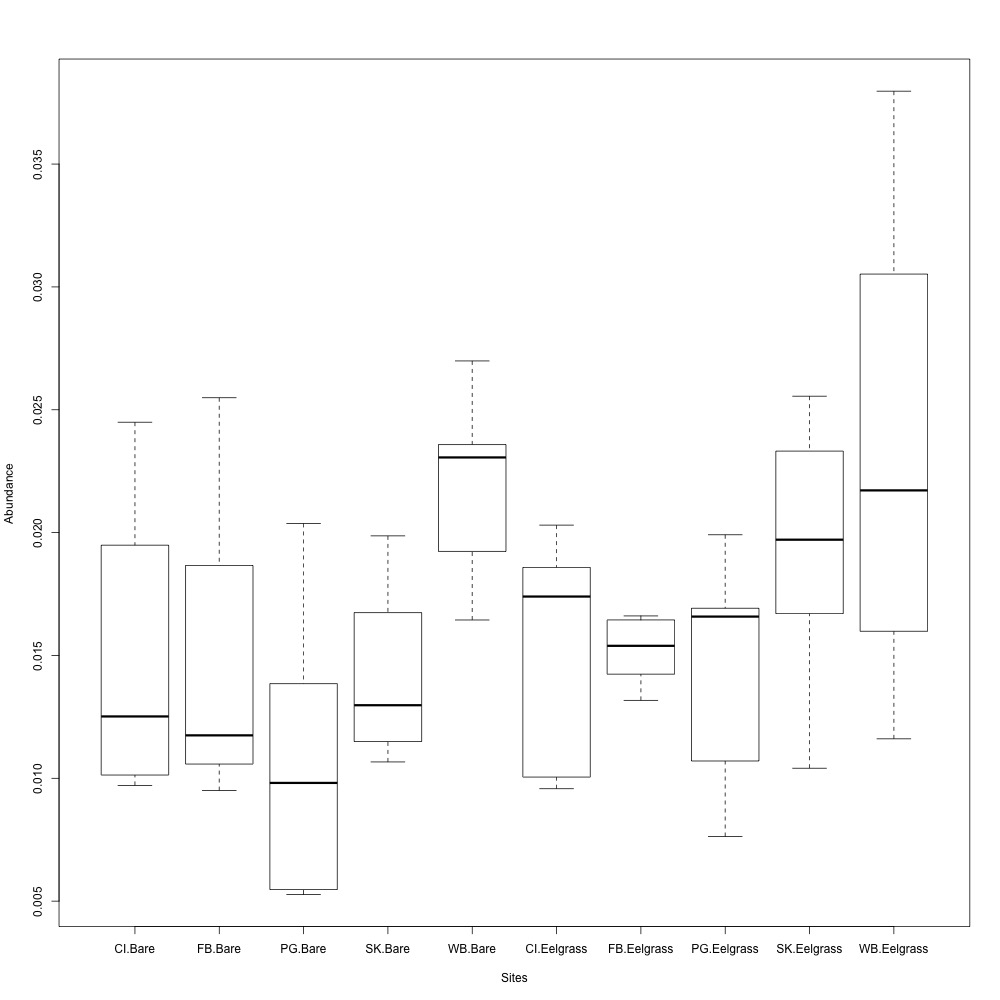 Abundance
0.035
0.030
0.025
0.020
0.015
0.010
0.005
CI.Bare FB.Bare PG.Bare SK.Bare WB.Bare CI.Eelgrass FB.Eelgrass PG.Eelgrass SK.Eelgrass WB.Eelgrass
Sites